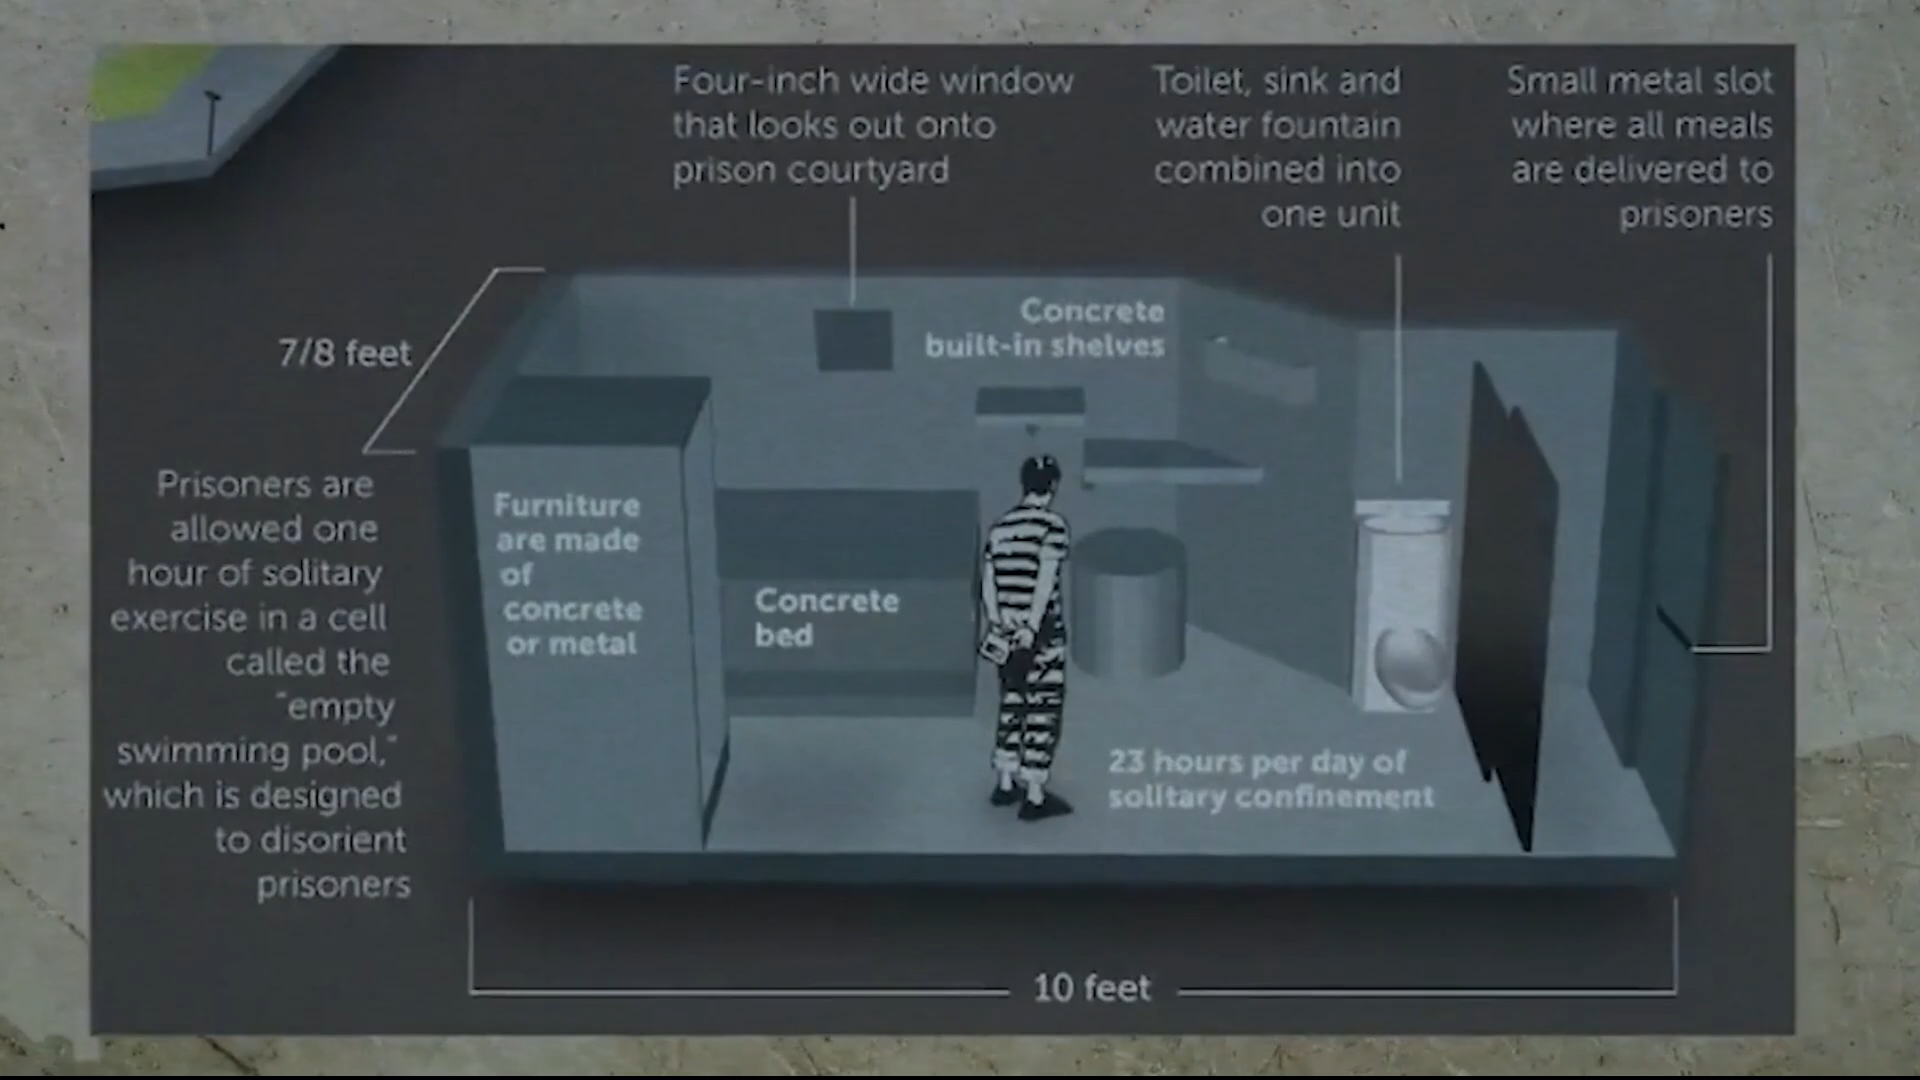 Four-inch wide window
that looks out onto
prison courtyard
Toilet, sink and
water fountain
combined into
one unit
Small metal slot
where all meals
are delivered to
prisoners
7/8 feet
Concrete
built-in shelves
Prisoners are
allowed one
hour of solitary
exercise in a cell
called the
"empty
swimming pool,"
which is designed
to disorient
prisoners
Furniture
are made
of
concrete
or metal
Concrete
bed
23 hours per day of
solitary confinement
10 feet